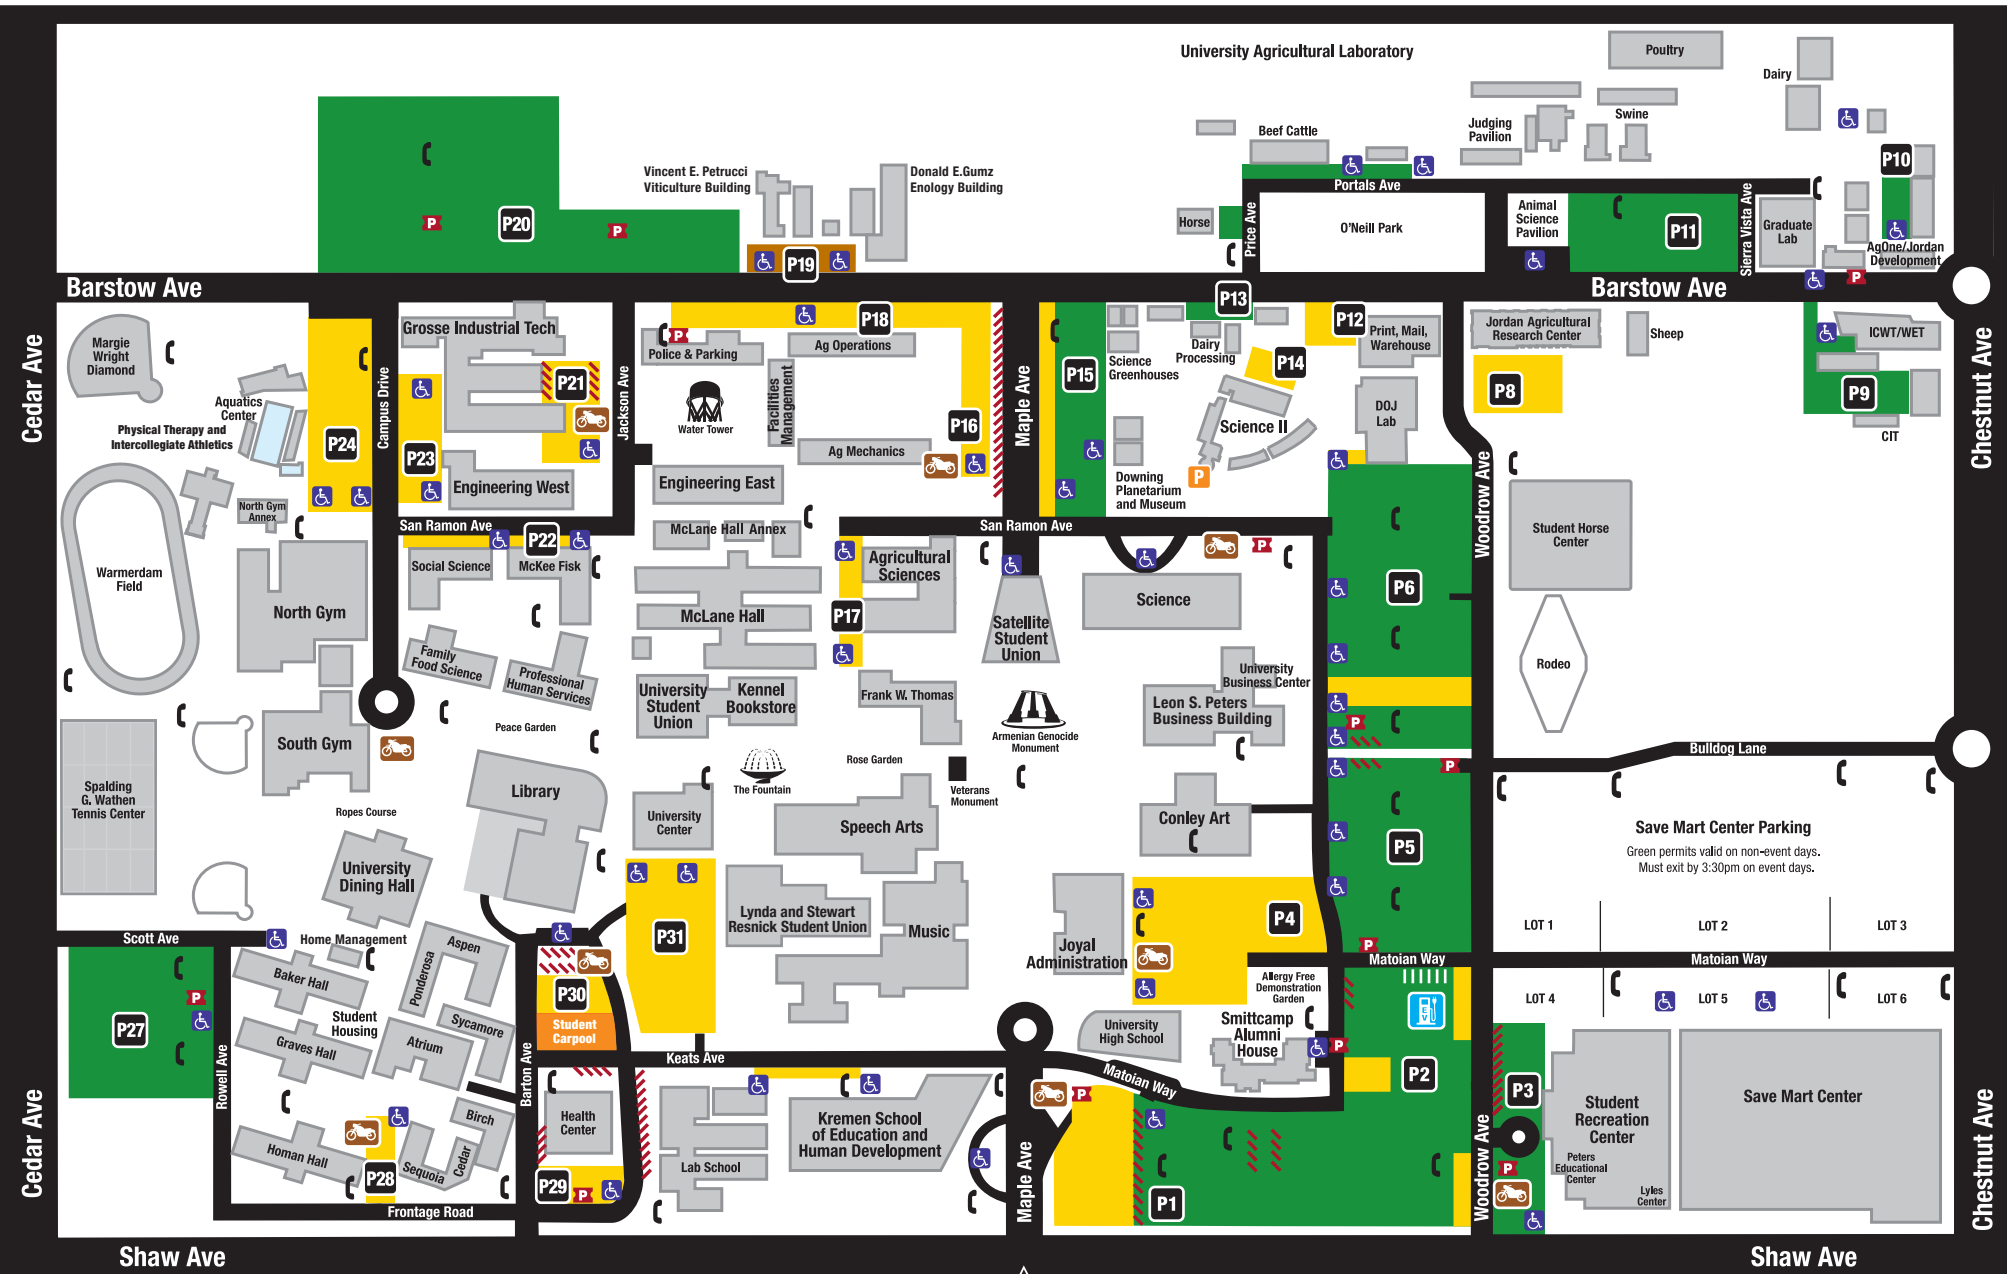 University Agricultural Laboratory
Poultry
Dairy
Swine
Judging
Pavilion
Beef Cattle
P10
Vincent E. Petrucci
Viticulture Building
Donald E.Gumz
Enology Building
Portals Ave
Horse
Price Ave
O'Neill Park
Animal
Science
Pavilion
P11
Sierra Vista Ave
Graduate
Lab
AgOne/Jordan
Development
P
P20
P
P19
P
Barstow Ave
Barstow Ave
P13
Cedar Ave
Margie
Wright
Diamond
Grosse Industrial Tech
Campus Drive
Jackson Ave
P
Police & Parking
P18
Ag Operations
Facilities
Management
Water Tower
Ag Mechanics
P16
Maple Ave
P15
Science
Greenhouses
Dairy
Processing
P12
P14
Print, Mail,
Warehouse
DOJ
Lab
Science II
P
Downing
Planetarium
and Museum
Jordan Agricultural
Research Center
Sheep
P8
ICWT/WET
P9
CIT
Chestnut Ave
Aquatics
Center
Physical Therapy and
Intercollegiate Athletics
P24
P21
P23
Engineering West
Engineering East
North Gym
Annex
San Ramon Ave
P22
McLane Hall Annex
San Ramon Ave
P
Woodrow Ave
Student Horse
Center
Warmerdam
Field
Social Science
McKee Fisk
Agricultural
Sciences
P17
McLane Hall
North Gym
Satellite
Student
Union
Science
P6
Family
Food Science
Professional
Human Services
University
Student
Union
Kennel
Bookstore
Frank W. Thomas
University
Business Center
Leon S. Peters
Business Building
Rodeo
P
Armenian Genocide
Monument
Peace Garden
South Gym
Bulldog Lane
P
Spalding
G. Wathen
Tennis Center
Library
The Fountain
Rose Garden
Veterans
Monument
Ropes Course
University
Center
Speech Arts
Conley Art
P5
Save Mart Center Parking
Green permits valid on non-event days.
Must exit by 3:30pm on event days.
University
Dining Hall
P31
Lynda and Stewart
Resnick Student Union
Music
Joyal
Administration
P4
P
LOT 1
LOT 2
LOT 3
Scott Ave
Home Management
Matoian Way
Matoian Way
Aspen
Ponderosa
Baker Hall
P
P27
Rowell Ave
Student
Housing
Graves Hall
Sycamore
Atrium
P30
Student
Carpool
Barton Ave
Keats Ave
University
High School
Allergy Free
Demonstration
Garden
Smittcamp
Alumni
House
P
EV
LOT 4
LOT 5
LOT 6
Matoian Way
P2
P3
P
Cedar Ave
Homan Hall
P28
Birch
Cedar
Sequoia
Health
Center
P29
P
Lab School
Kremen School
of Education and
Human Development
Maple Ave
P1
Woodrow Ave
P
Student
Recreation
Center
Peters
Educational
Center
Lyles
Center
Save Mart Center
Chestnut Ave
Frontage Road
Shaw Ave
Shaw Ave